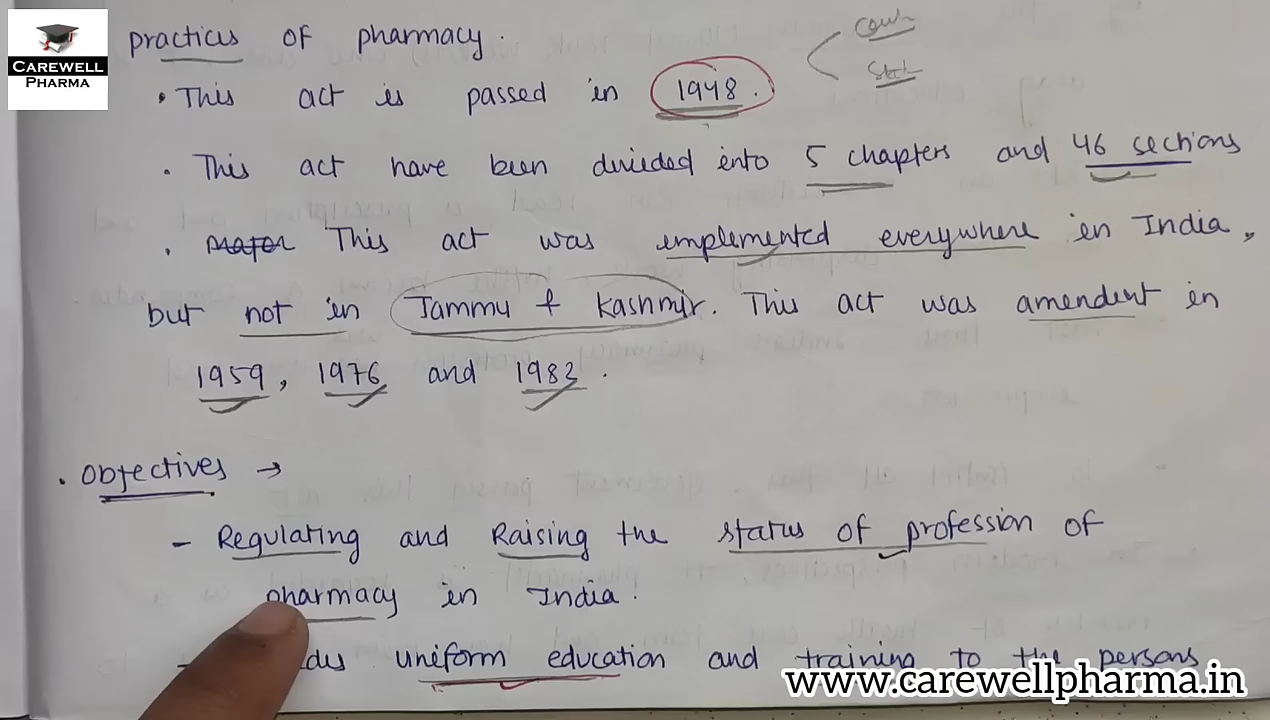 CAREWELL
PHARMA
practices of pharmacy.
• This act is passed in 1948.
• This act have been divided into 5 chapters and 46 sections
• This act was implemented everywhere in India,
but not in Jammu & Kashmir. This act was amendent in
1959, 1976 and 1982.
• Objectives →
- Regulating and Raising the status of profession of
pharmacy in India.
- uniform education and training to the persons
www.carewellpharma.in